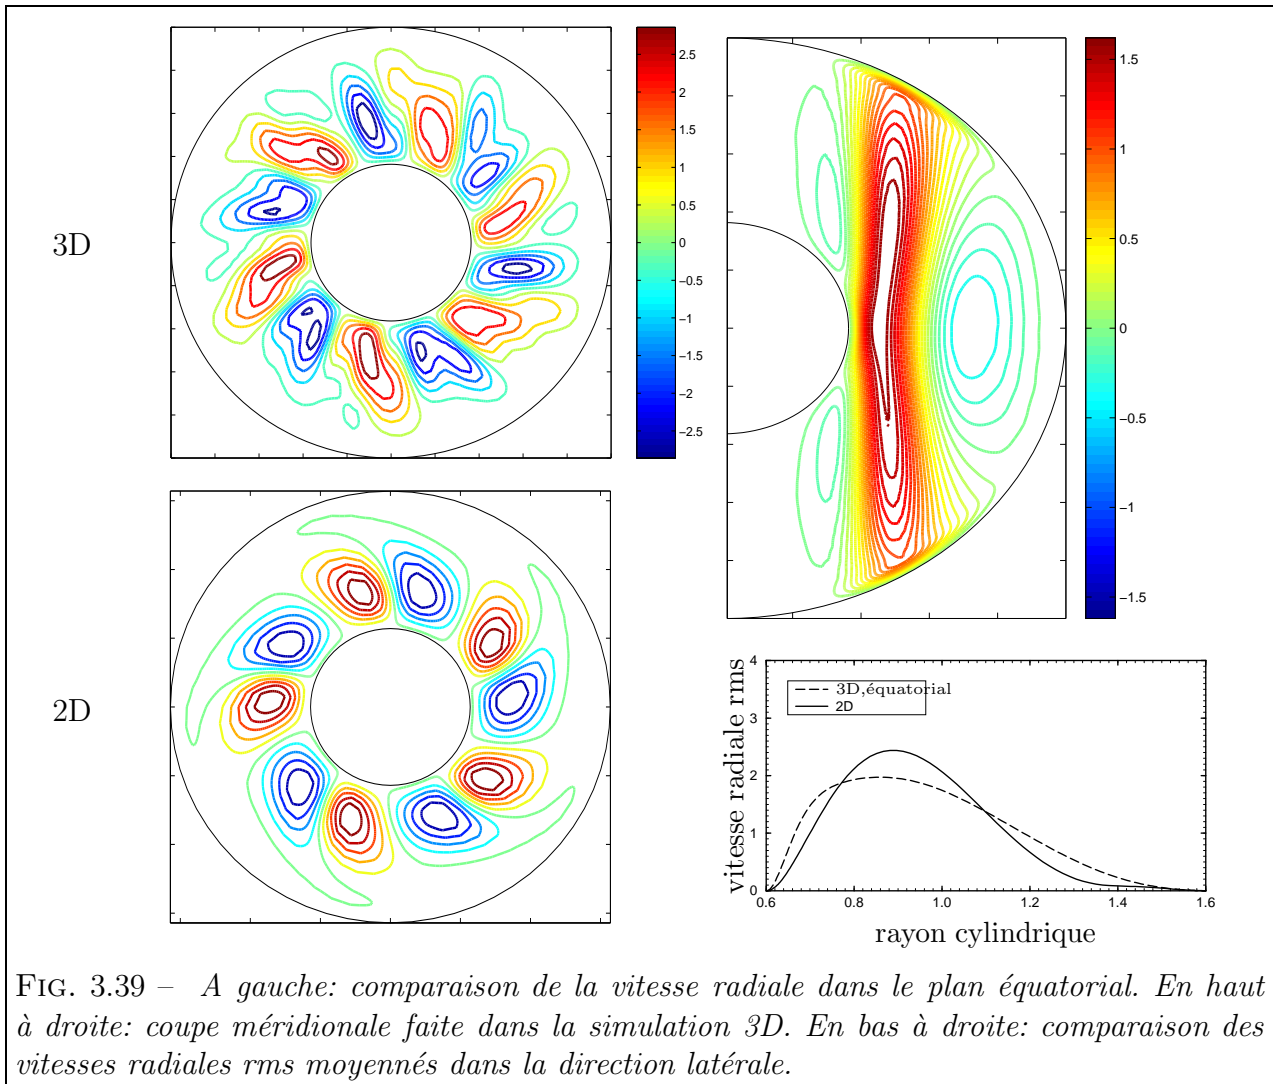 3D
2.5
2
1.5
1
0.5
0
−0.5
−1
−1.5
−2
−2.5
1.5
1
0.5
0
−0.5
−1
−1.5
2D
vitesse radiale rms
4
3
2
1
0
3D,équatorial
2D
0.6 0.8 1.0 1.2 1.4 1.6
rayon cylindrique
FIG. 3.39 – A gauche: comparaison de la vitesse radiale dans le plan équatorial. En haut
à droite: coupe méridionale faite dans la simulation 3D. En bas à droite: comparaison des
vitesses radiales rms moyennés dans la direction latérale.